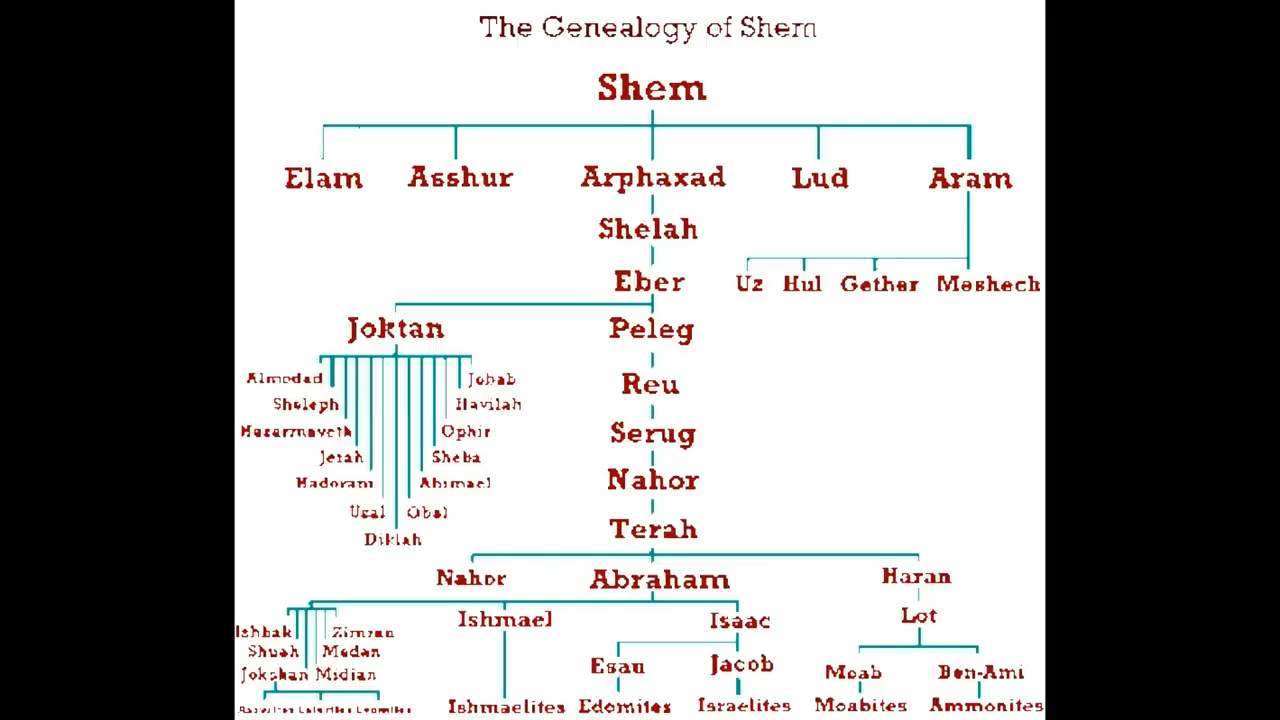 The Genealogy of Shem
Shem
Elam Asshur Arphaxad Lud Aram
Shelah
Eber Uz Hul Gether Meshech
Joktan Peleg
Almodad Jobab Reu
Sheleph Havilah
Hazarmaveth Ophir Serug
Jerah Sheba
Hadoram Abimael Nahor
Uzal Obal
Diklah Terah
Nahor Abraham Haran
Ishmael Isaac Lot
Ishbak Zimran
Shuah Medan
Esau Jacob Moab Ben-Ami
Jokshan Midian
Ishmaelites Edomites Israelites Moabites Ammonites